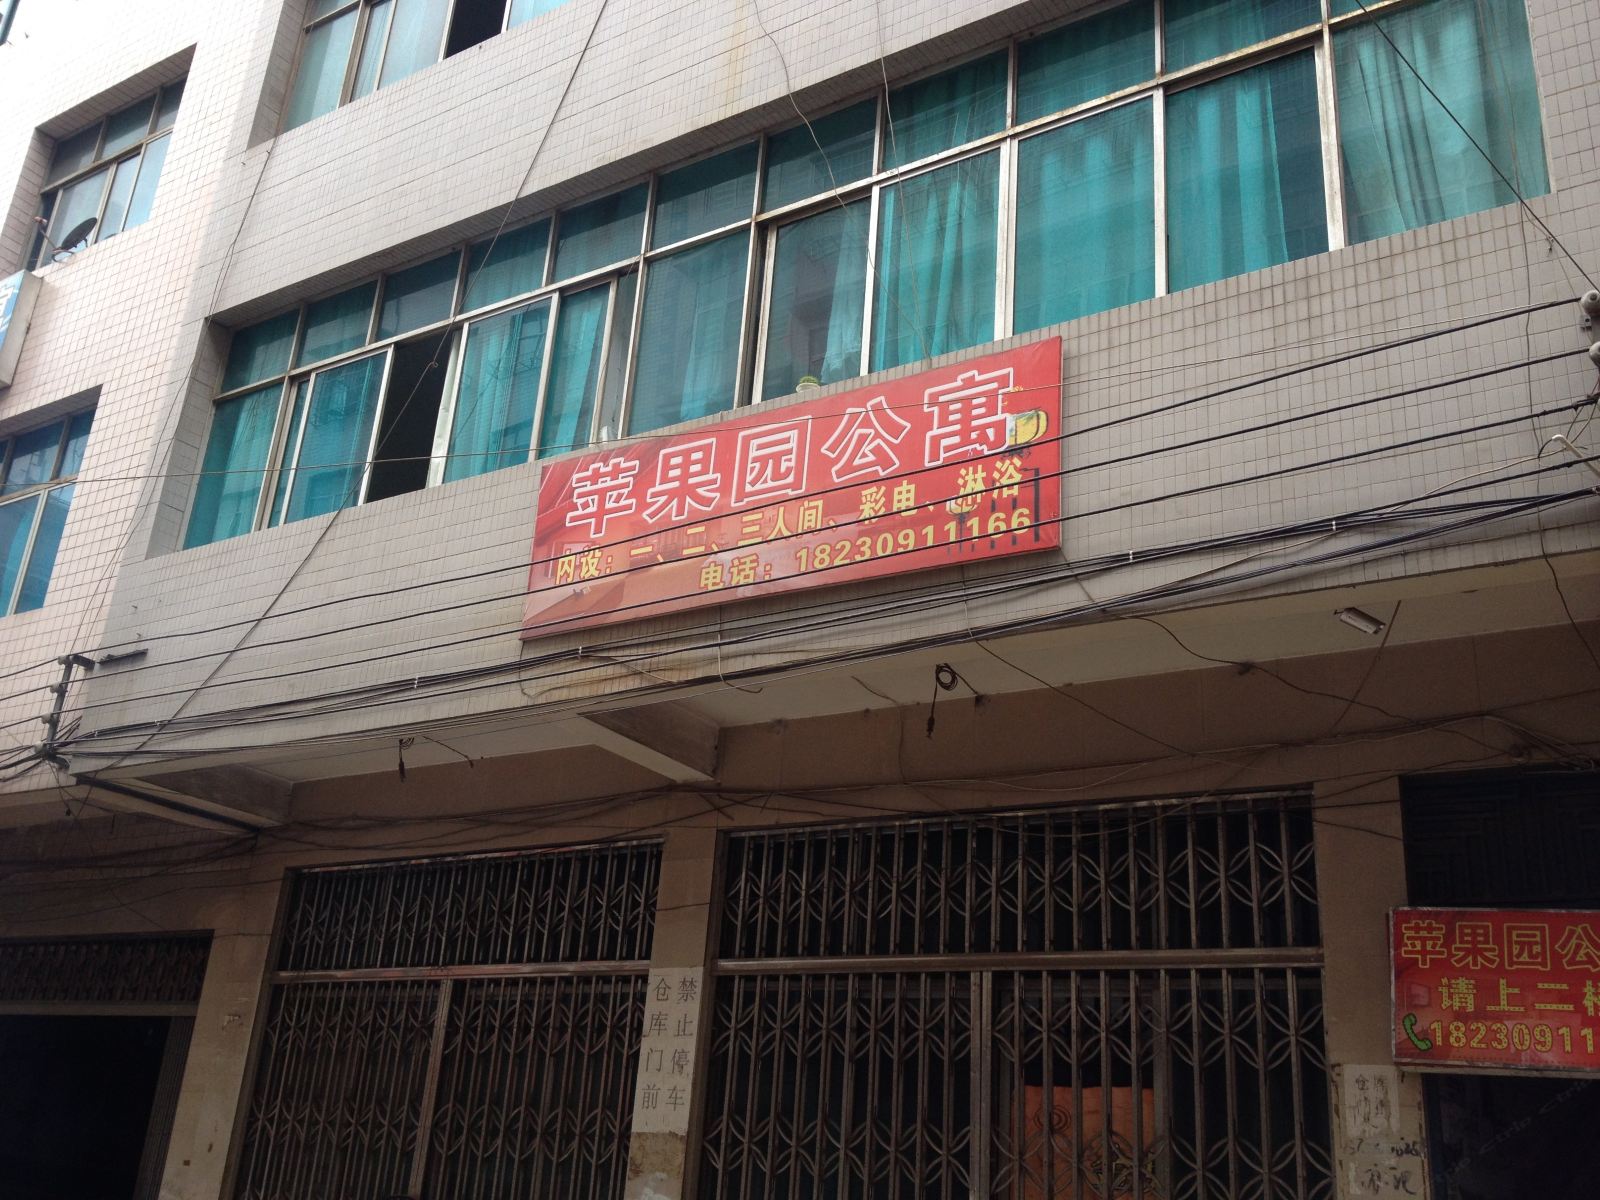 苹果园公寓
内设：一、二、三人间、彩电、淋浴
电话：18230911166
仓库门前
禁止停车
苹果园公
请上二楼
18230911